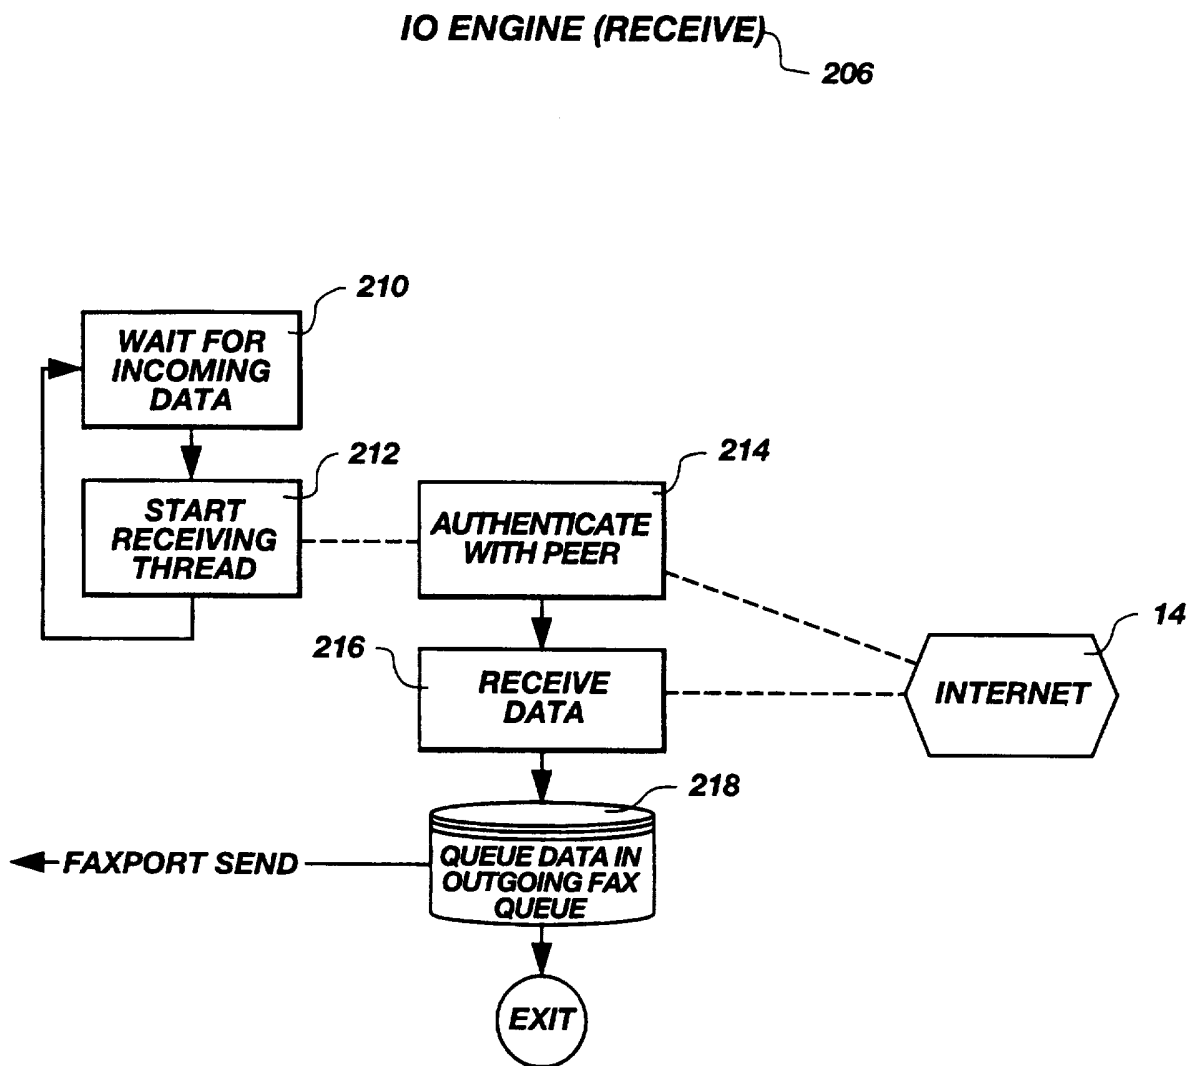 IO ENGINE (RECEIVE)
206
210
WAIT FOR
INCOMING
DATA
212
START
RECEIVING
THREAD
214
AUTHENTICATE
WITH PEER
14
INTERNET
216
RECEIVE
DATA
218
QUEUE DATA IN
OUTGOING FAX
QUEUE
FAXPORT SEND
EXIT